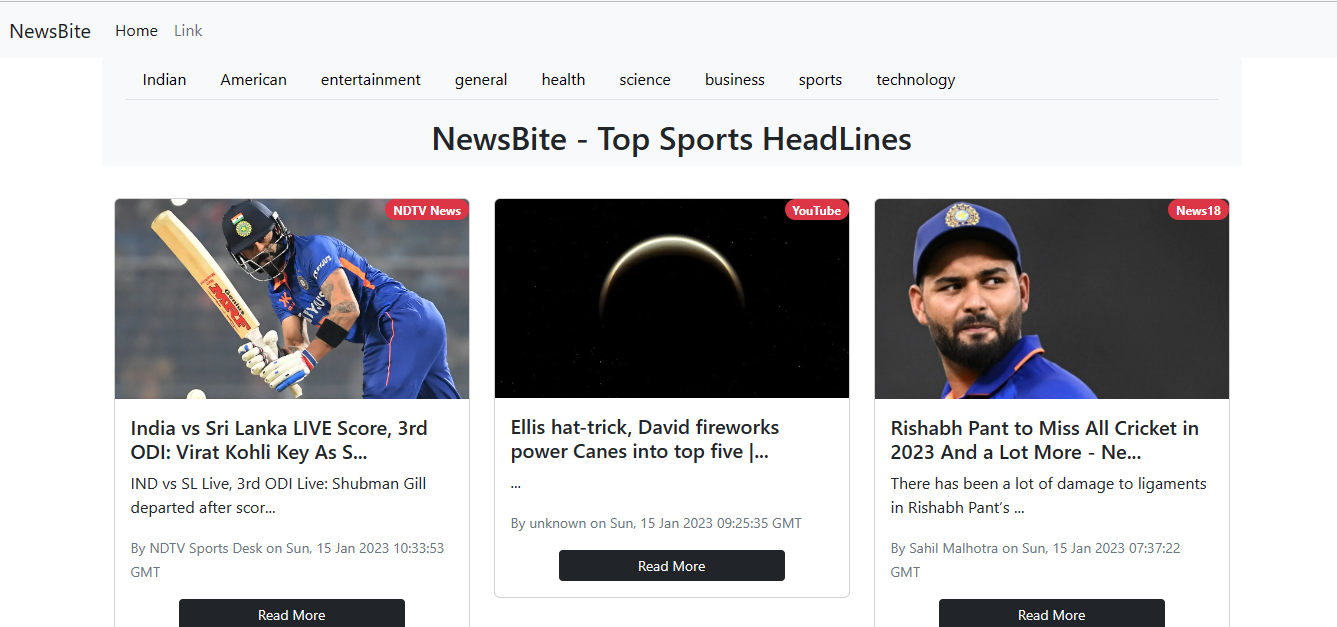 NewsBite Home Link
Indian American entertainment general health science business sports technology
NewsBite - Top Sports HeadLines
NDTV News
India vs Sri Lanka LIVE Score, 3rd
ODI: Virat Kohli Key As S...
IND vs SL Live, 3rd ODI Live: Shubman Gill
departed after scor...
By NDTV Sports Desk on Sun, 15 Jan 2023 10:33:53
GMT
Read More
YouTube
Ellis hat-trick, David fireworks
power Canes into top five |...
...
By unknown on Sun, 15 Jan 2023 09:25:35 GMT
Read More
News18
Rishabh Pant to Miss All Cricket in
2023 And a Lot More - Ne...
There has been a lot of damage to ligaments
in Rishabh Pant’s ...
By Sahil Malhotra on Sun, 15 Jan 2023 07:37:22
GMT
Read More
MRF